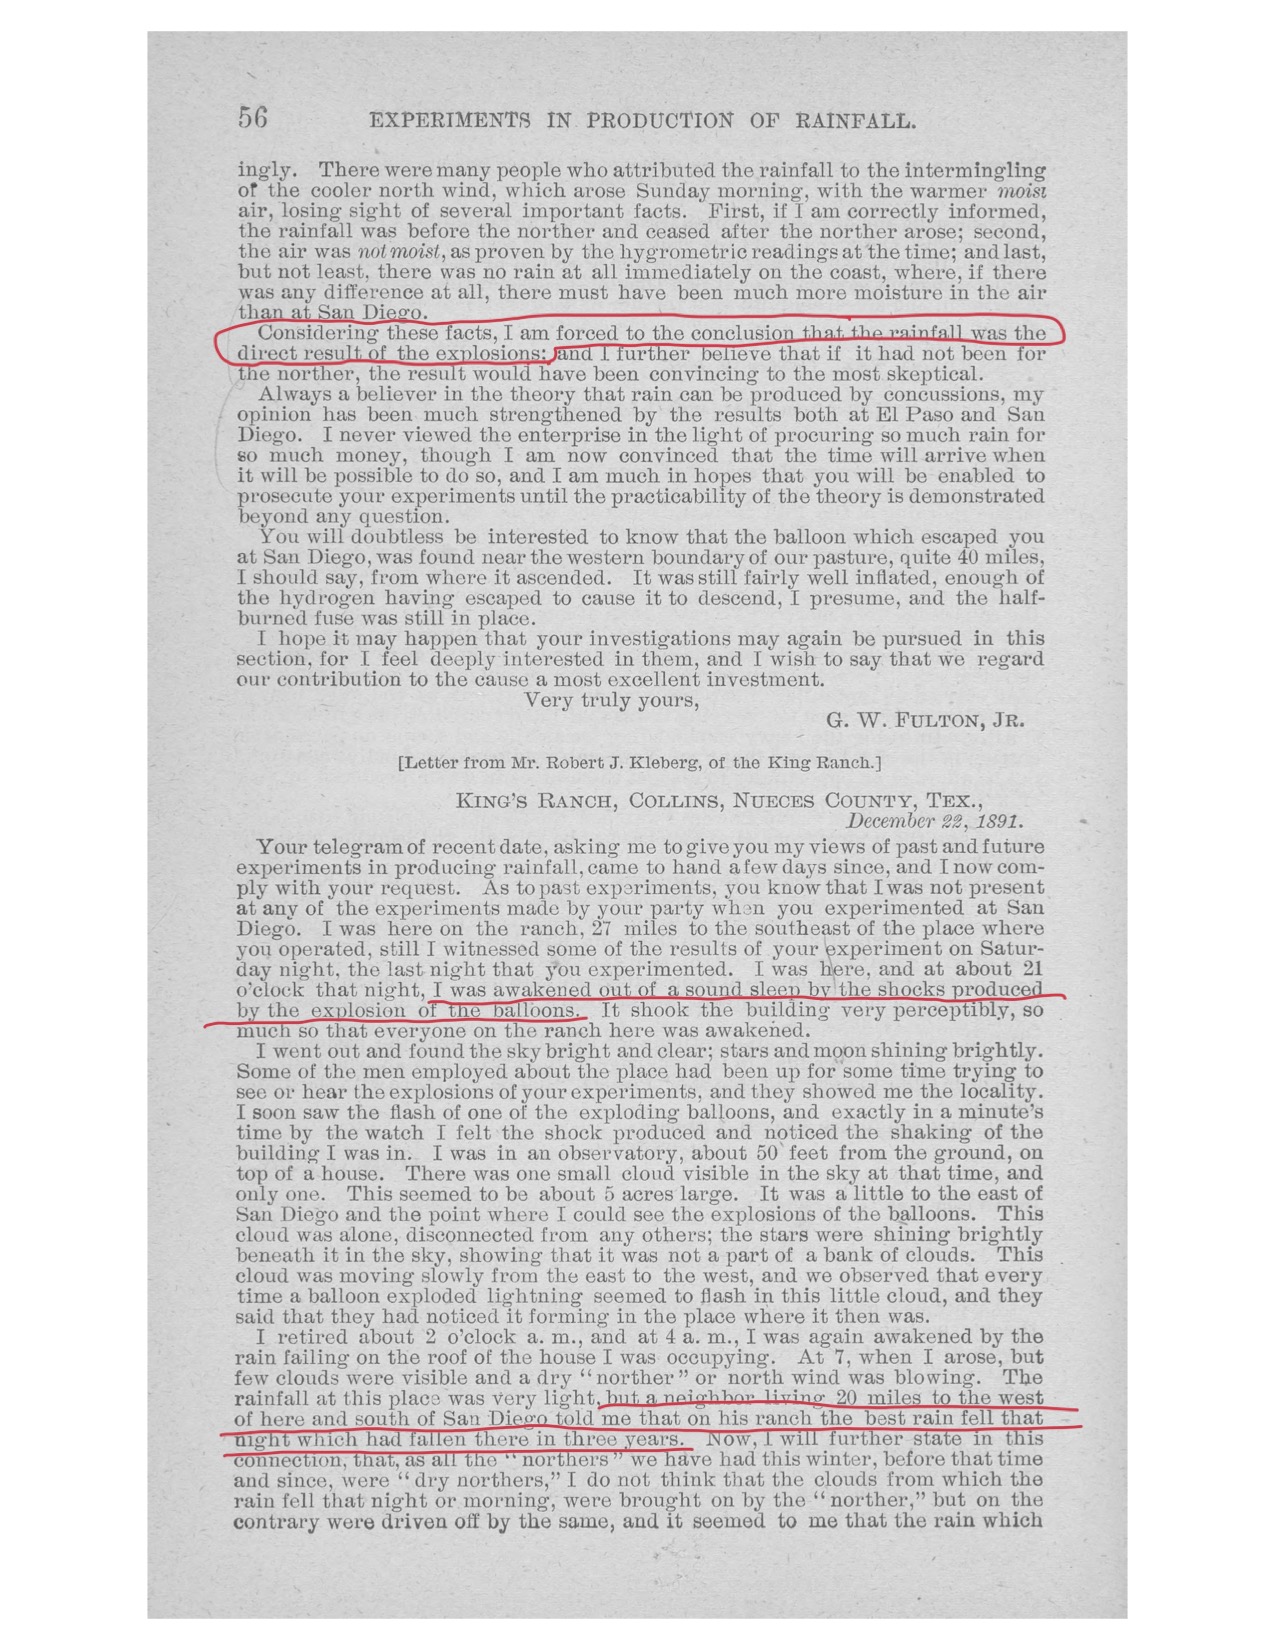 56 EXPERIMENTS IN PRODUCTION OF RAINFALL.
ingly. There were many people who attributed the rainfall to the intermingling
of the cooler north wind, which arose Sunday morning, with the warmer moist
air, losing sight of several important facts. First, if I am correctly informed,
the rainfall was before the norther and ceased after the norther arose; second,
the air was not moist, as proven by the hygrometric readings at the time; and last,
but not least, there was no rain at all immediately on the coast, where, if there
was any difference at all, there must have been much more moisture in the air
than at San Diego.
Considering these facts, I am forced to the conclusion that the rainfall was the
direct result of the explosions; and I further believe that if it had not been for
the norther, the result would have been convincing to the most skeptical.
Always a believer in the theory that rain can be produced by concussions, my
opinion has been much strengthened by the results both at El Paso and San
Diego. I never viewed the enterprise in the light of procuring so much rain for
so much money, though I am now convinced that the time will arrive when
it will be possible to do so, and I am much in hopes that you will be enabled to
prosecute your experiments until the practicability of the theory is demonstrated
beyond any question.
You will doubtless be interested to know that the balloon which escaped you
at San Diego, was found near the western boundary of our pasture, quite 40 miles,
I should say, from where it ascended. It was still fairly well inflated, enough of
the hydrogen having escaped to cause it to descend, I presume, and the half-
burned fuse was still in place.
I hope it may happen that your investigations may again be pursued in this
section, for I feel deeply interested in them, and I wish to say that we regard
our contribution to the cause a most excellent investment.
Very truly yours,
G. W. FULTON, JR.
[Letter from Mr. Robert J. Kleberg, of the King Ranch.]
KING'S RANCH, COLLINS, NUECES COUNTY, TEX.,
December 22, 1891.
Your telegram of recent date, asking me to give you my views of past and future
experiments in producing rainfall, came to hand a few days since, and I now com-
ply with your request. As to past experiments, you know that I was not present
at any of the experiments made by your party when you experimented at San
Diego. I was here on the ranch, 27 miles to the southeast of the place where
you operated, still I witnessed some of the results of your experiment on Satur-
day night, the last night that you experimented. I was here, and at about 21
o'clock that night, I was awakened out of a sound sleep by the shocks produced
by the explosion of the balloons. It shook the building very perceptibly, so
much so that everyone on the ranch here was awakened.
I went out and found the sky bright and clear; stars and moon shining brightly.
Some of the men employed about the place had been up for some time trying to
see or hear the explosions of your experiments, and they showed me the locality.
I soon saw the flash of one of the exploding balloons, and exactly in a minute's
time by the watch I felt the shock produced and noticed the shaking of the
building I was in. I was in an observatory, about 50 feet from the ground, on
top of a house. There was one small cloud visible in the sky at that time, and
only one. This seemed to be about 5 acres large. It was a little to the east of
San Diego and the point where I could see the explosions of the balloons. This
cloud was alone, disconnected from any others; the stars were shining brightly
beneath it in the sky, showing that it was not a part of a bank of clouds. This
cloud was moving slowly from the east to the west, and we observed that every
time a balloon exploded lightning seemed to flash in this little cloud, and they
said that they had noticed it forming in the place where it then was.
I retired about 2 o'clock a. m., and at 4 a. m., I was again awakened by the
rain failing on the roof of the house I was occupying. At 7, when I arose, but
few clouds were visible and a dry "norther" or north wind was blowing. The
rainfall at this place was very light, but a neighbor living 20 miles to the west
of here and south of San Diego told me that on his ranch the best rain fell that
night which had fallen there in three years. Now, I will further state in this
connection, that, as all the "northers" we have had this winter, before that time
and since, were "dry northers," I do not think that the clouds from which the
rain fell that night or morning, were brought on by the "norther," but on the
contrary were driven off by the same, and it seemed to me that the rain which